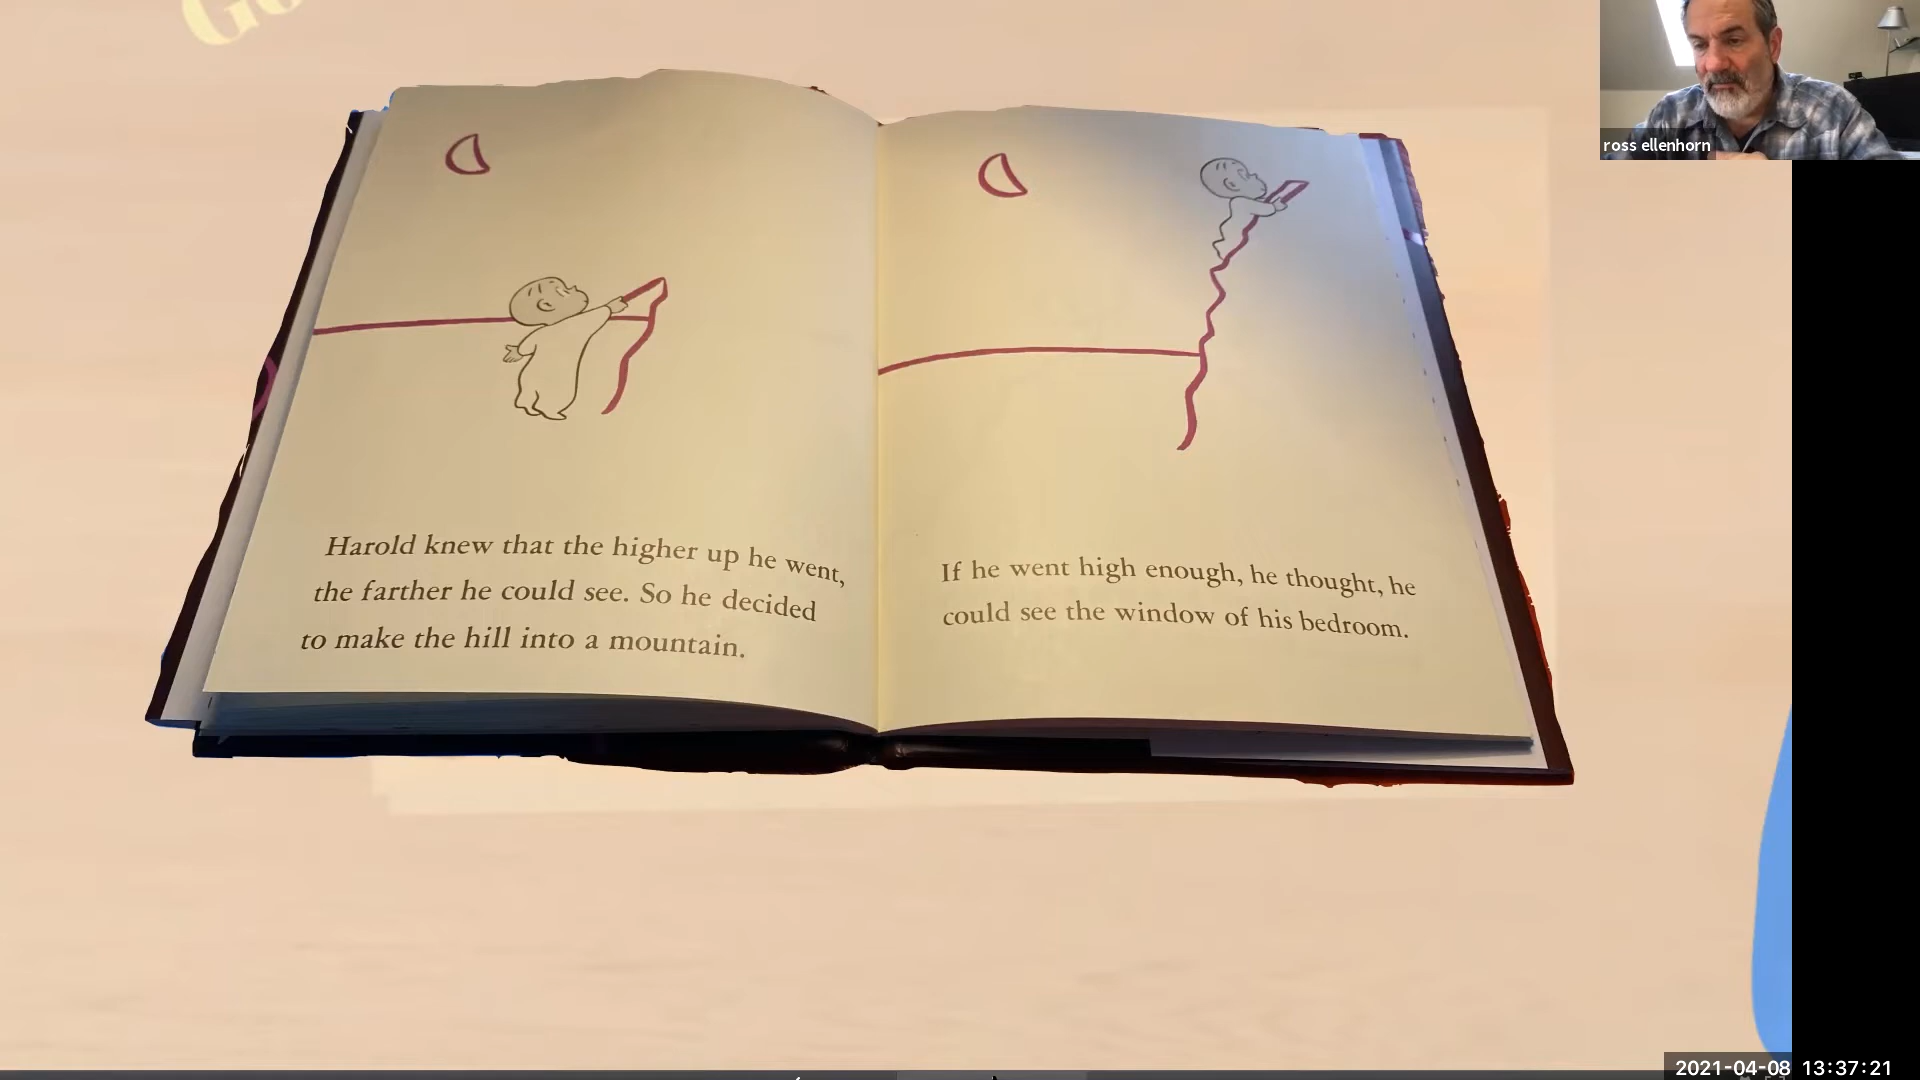 Go
ross ellenhorn
Harold knew that the higher up he went,
the farther he could see. So he decided
to make the hill into a mountain.
If he went high enough, he thought, he
could see the window of his bedroom.
2021-04-08 13:37:21